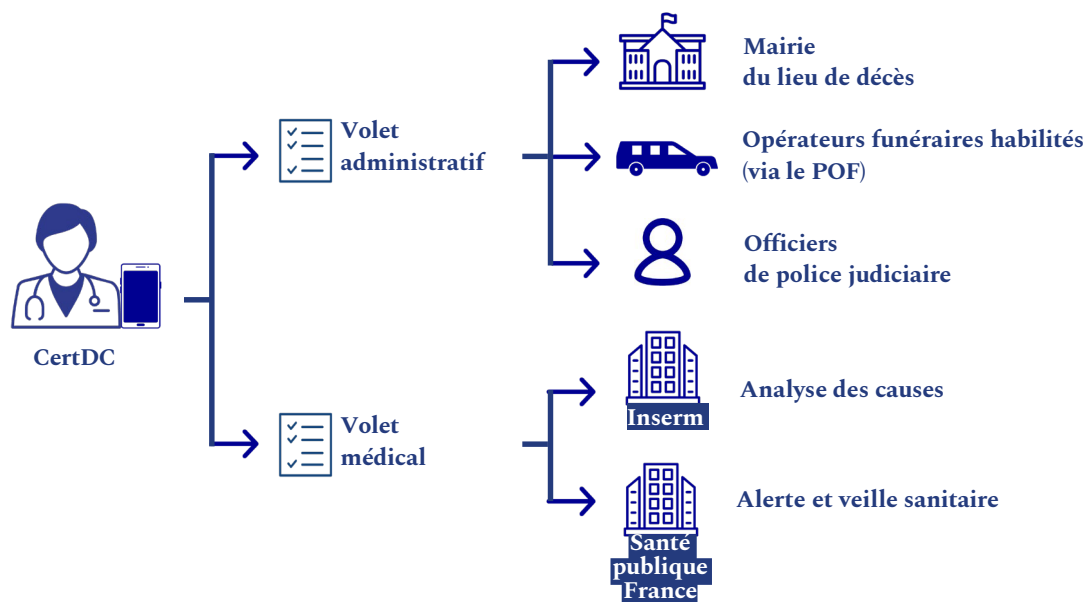 CertDC
Volet
administratif
Mairie
du lieu de décès
Opérateurs funéraires habilités
(via le POF)
Officiers
de police judiciaire
Volet
médical
Inserm
Analyse des causes
Santé
publique
France
Alerte et veille sanitaire